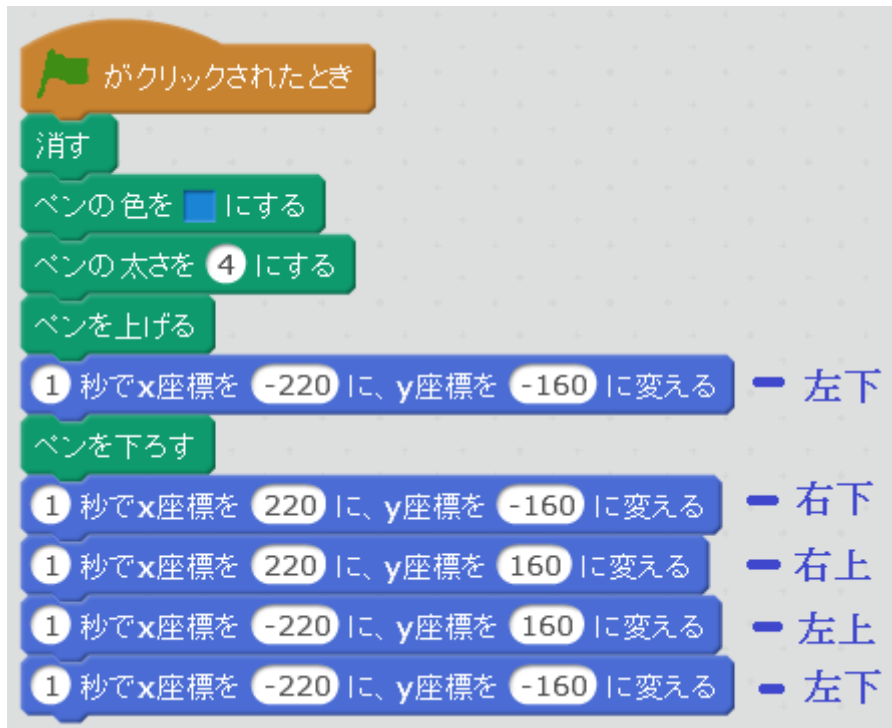 がクリックされたとき
消す
ペンの色を にする
ペンの太さを 4 にする
ペンを上げる
1 秒でx座標を -220 に、y座標を -160 に変える - 左下
ペンを下ろす
1 秒でx座標を 220 に、y座標を -160 に変える - 右下
1 秒でx座標を 220 に、y座標を 160 に変える - 右上
1 秒でx座標を -220 に、y座標を 160 に変える - 左上
1 秒でx座標を -220 に、y座標を -160 に変える - 左下